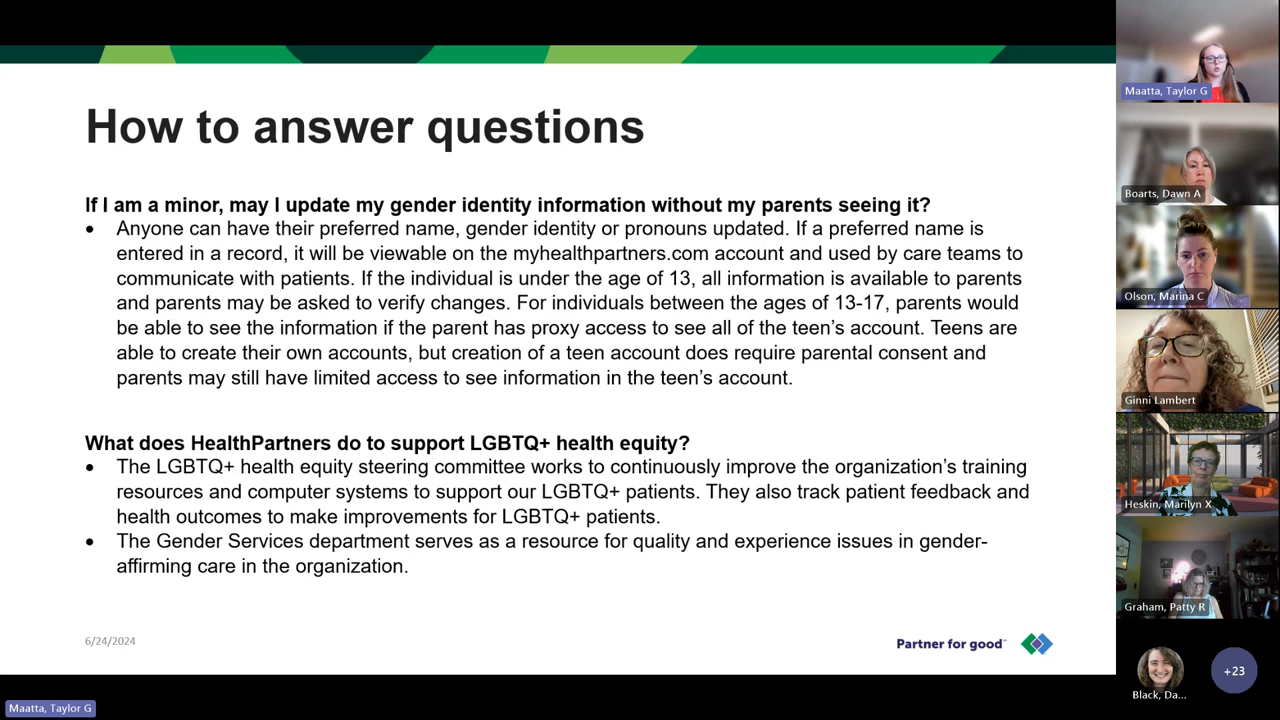 How to answer questions
If I am a minor, may I update my gender identity information without my parents seeing it?
• Anyone can have their preferred name, gender identity or pronouns updated. If a preferred name is
entered in a record, it will be viewable on the myhealthpartners.com account and used by care teams to
communicate with patients. If the individual is under the age of 13, all information is available to parents
and parents may be asked to verify changes. For individuals between the ages of 13-17, parents would
be able to see the information if the parent has proxy access to see all of the teen's account. Teens are
able to create their own accounts, but creation of a teen account does require parental consent and
parents may still have limited access to see information in the teen's account.
What does HealthPartners do to support LGBTQ+ health equity?
• The LGBTQ+ health equity steering committee works to continuously improve the organization's training
resources and computer systems to support our LGBTQ+ patients. They also track patient feedback and
health outcomes to make improvements for LGBTQ+ patients.
• The Gender Services department serves as a resource for quality and experience issues in gender-
affirming care in the organization.
6/24/2024
Partner for good™
Maatta, Taylor G
Boarts, Dawn A
Olson, Marina C
Ginni Lambert
Heskin, Marilyn X
Graham, Patty R
Black, Da...
+23
Maatta, Taylor G